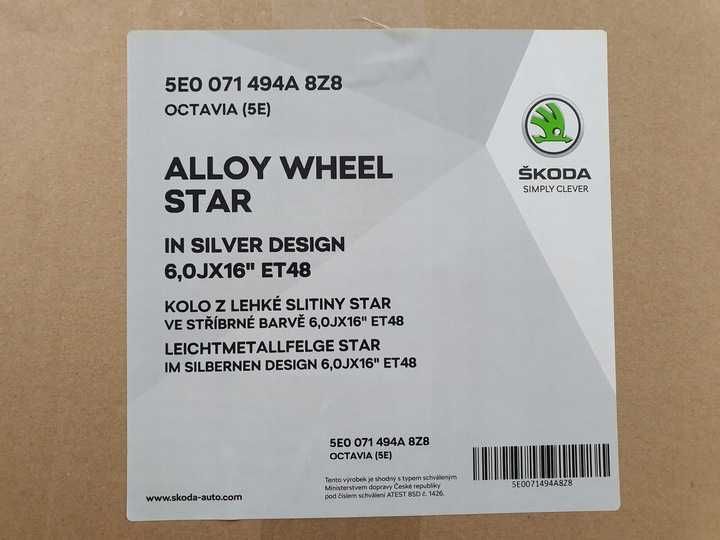 5E0 071 494A 8Z8
OCTAVIA (5E)
ŠKODA
SIMPLY CLEVER
ALLOY WHEEL
STAR
IN SILVER DESIGN
6,0JX16" ET48
KOLO Z LEHKÉ SLITINY STAR
VE STŘÍBRNÉ BARVĚ 6,0JX16" ET48
LEICHTMETALLFELGE STAR
IM SILBERNEN DESIGN 6,0JX16" ET48
5E0 071 494A 8Z8
OCTAVIA (5E)
Tento výrobek je shodný s typem schváleným
Ministerstvem dopravy České republiky
pod číslem schválení ATEST 8SD č. 1426.
5E0071494A8Z8
www.skoda-auto.com